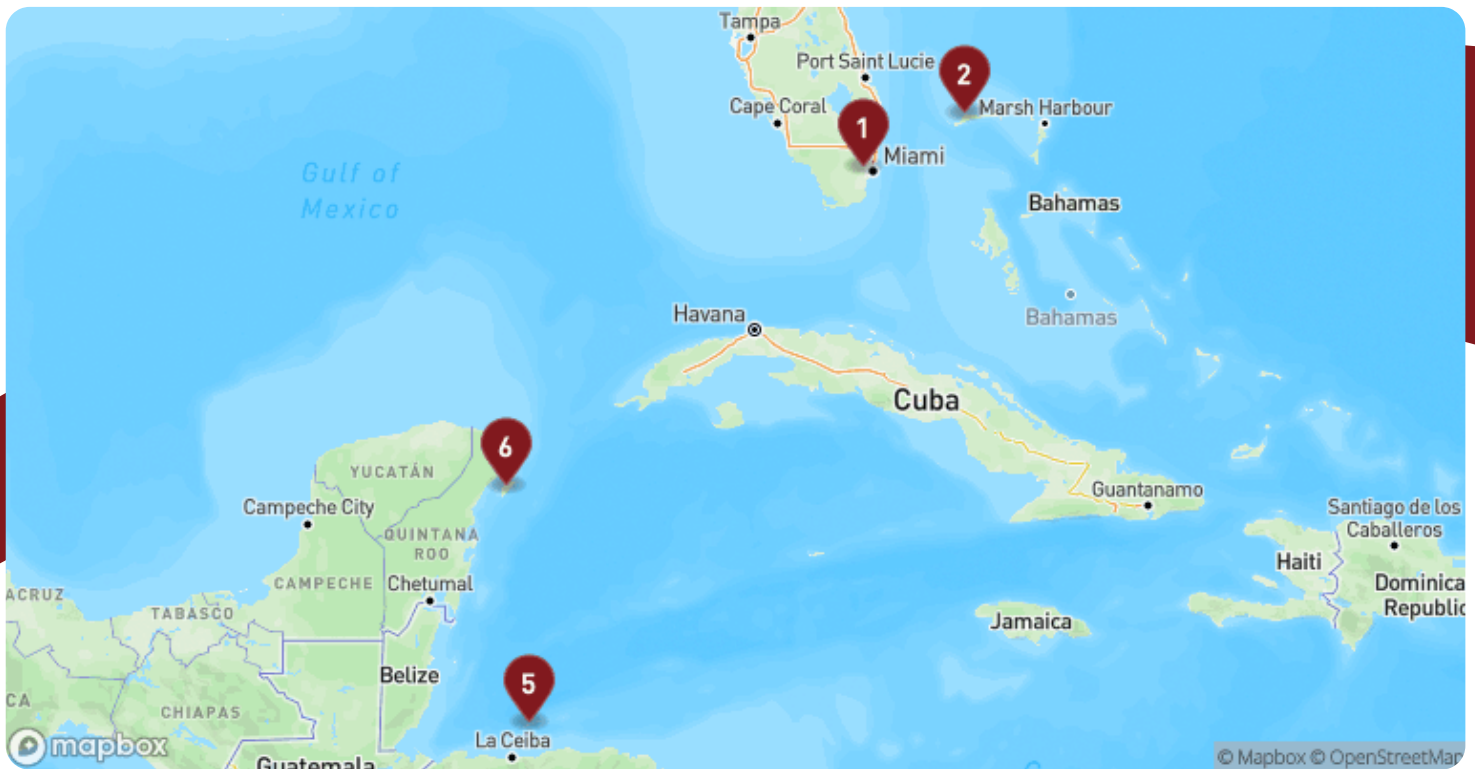 Tampa
Port Saint Lucie
2
Cape Coral
Marsh Harbour
1
Miami
Gulf of
Mexico
Bahamas
Havana
Bahamas
Cuba
6
YUCATÁN
Campeche City
Guantanamo
Santiago de los
Caballeros
QUINTANA
ROO
Haiti
CAMPECHE
Chetumal
Dominica
Republic
ACRUZ
TABASCO
Jamaica
Belize
5
CA
CHIAPAS
La Ceiba
mapbox
Guatemala
© Mapbox © OpenStreetMap